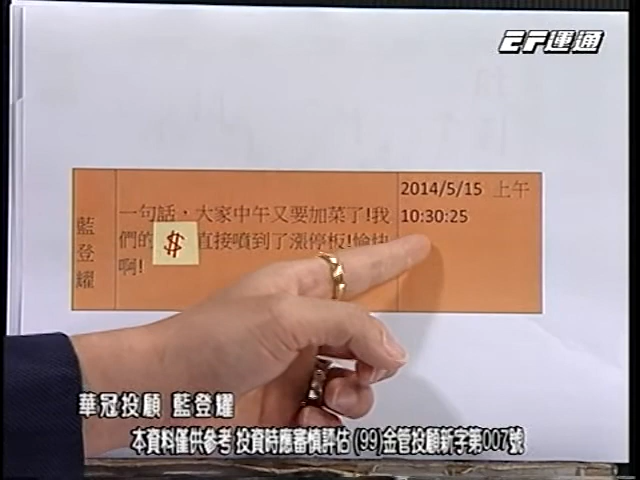 EF運通
藍登耀
一句話，大家中午又要加菜了!我
們的 $ 直接噴到了漲停板!愉快
啊!
2014/5/15 上午
10:30:25
華冠投顧 藍登耀
本資料僅供參考 投資時應審慎評估 (99)金管投顧新字第007號